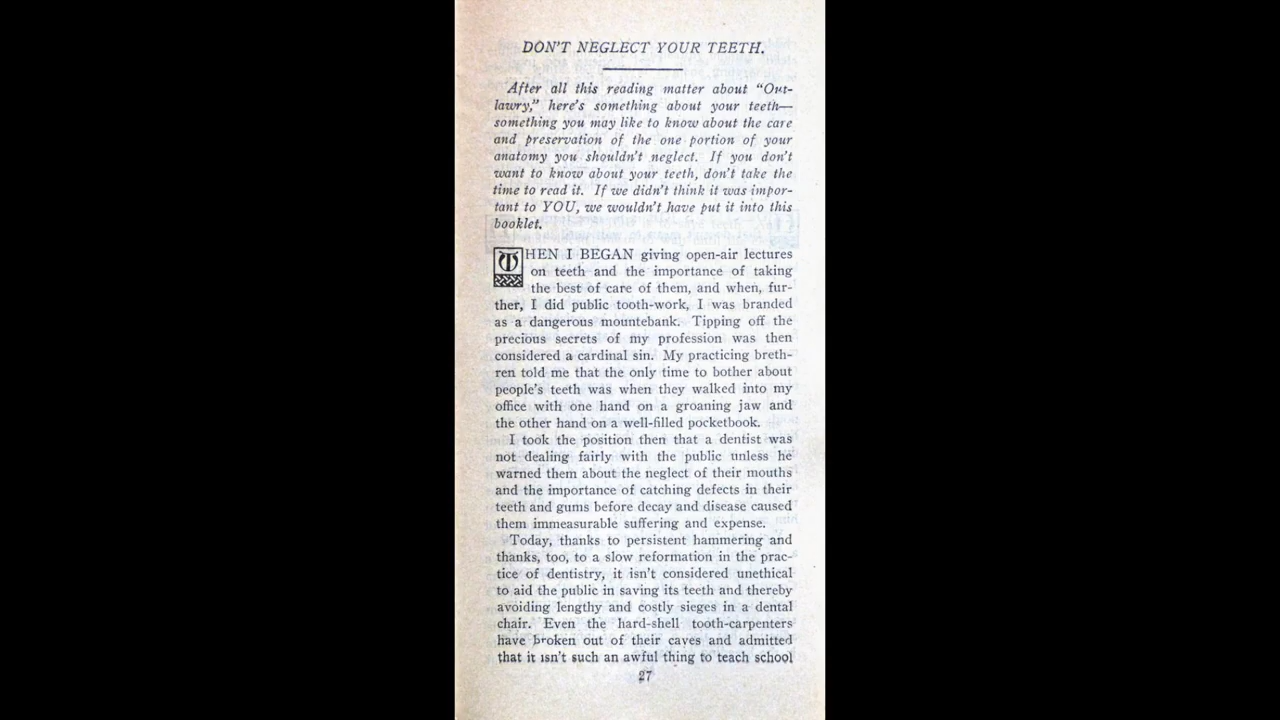 DON'T NEGLECT YOUR TEETH.
After all this reading matter about "Out-
lawry," here's something about your teeth—
something you may like to know about the care
and preservation of the one portion of your
anatomy you shouldn't neglect. If you don't
want to know about your teeth, don't take the
time to read it. If we didn't think it was impor-
tant to YOU, we wouldn't have put it into this
booklet.
WHEN I BEGAN giving open-air lectures
on teeth and the importance of taking
the best of care of them, and when, fur-
ther, I did public tooth-work, I was branded
as a dangerous mountebank. Tipping off the
precious secrets of my profession was then
considered a cardinal sin. My practicing breth-
ren told me that the only time to bother about
people's teeth was when they walked into my
office with one hand on a groaning jaw and
the other hand on a well-filled pocketbook.
I took the position then that a dentist was
not dealing fairly with the public unless he
warned them about the neglect of their mouths
and the importance of catching defects in their
teeth and gums before decay and disease caused
them immeasurable suffering and expense.
Today, thanks to persistent hammering and
thanks, too, to a slow reformation in the prac-
tice of dentistry, it isn't considered unethical
to aid the public in saving its teeth and thereby
avoiding lengthy and costly sieges in a dental
chair. Even the hard-shell tooth-carpenters
have broken out of their caves and admitted
that it isn't such an awful thing to teach school
27